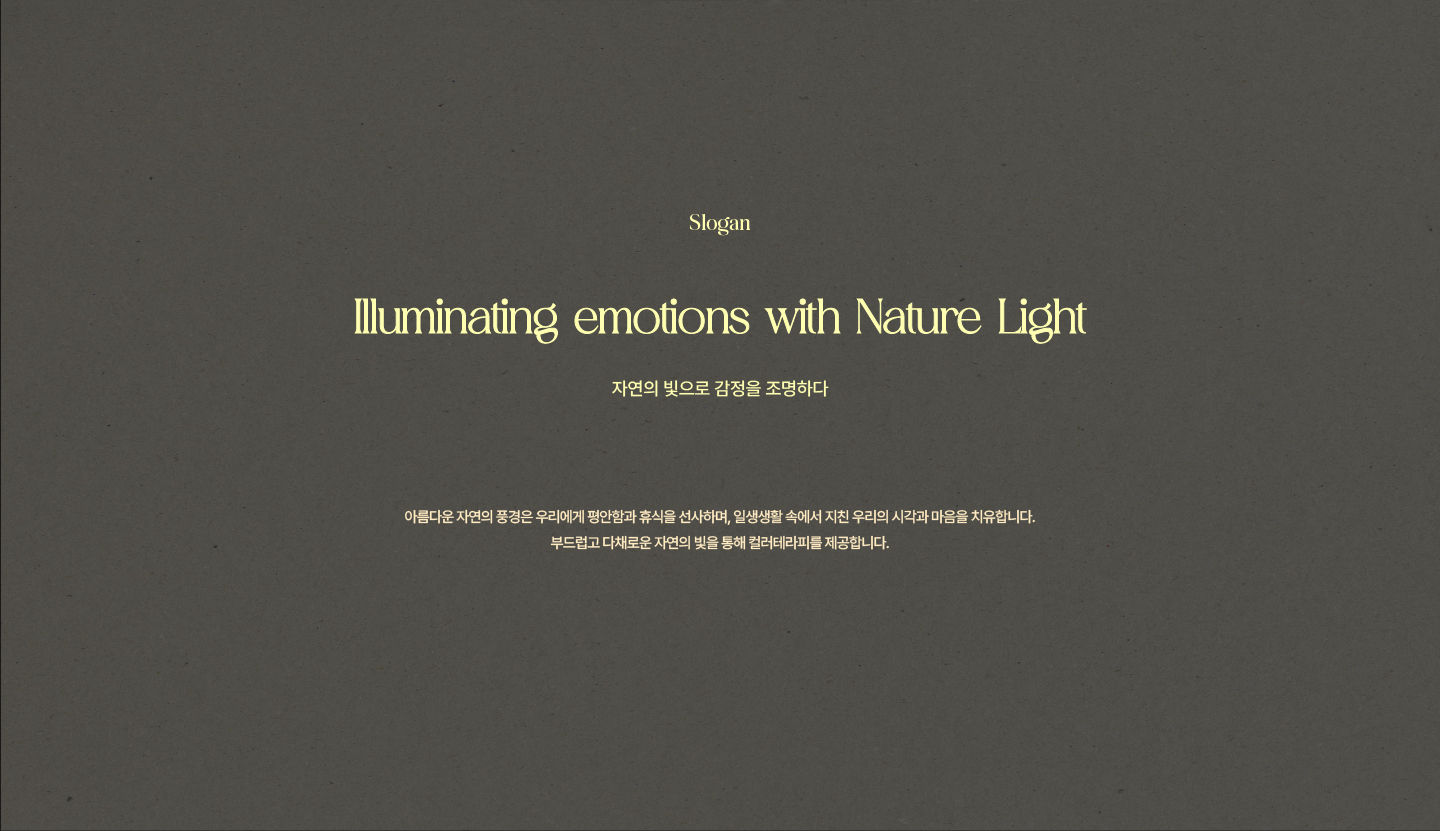 Slogan
Illuminating emotions with Nature Light
자연의 빛으로 감정을 조명하다
아름다운 자연의 풍경은 우리에게 평안함과 휴식을 선사하며, 일생생활 속에서 지친 우리의 시각과 마음을 치유합니다.
부드럽고 다채로운 자연의 빛을 통해 컬러테라피를 제공합니다.